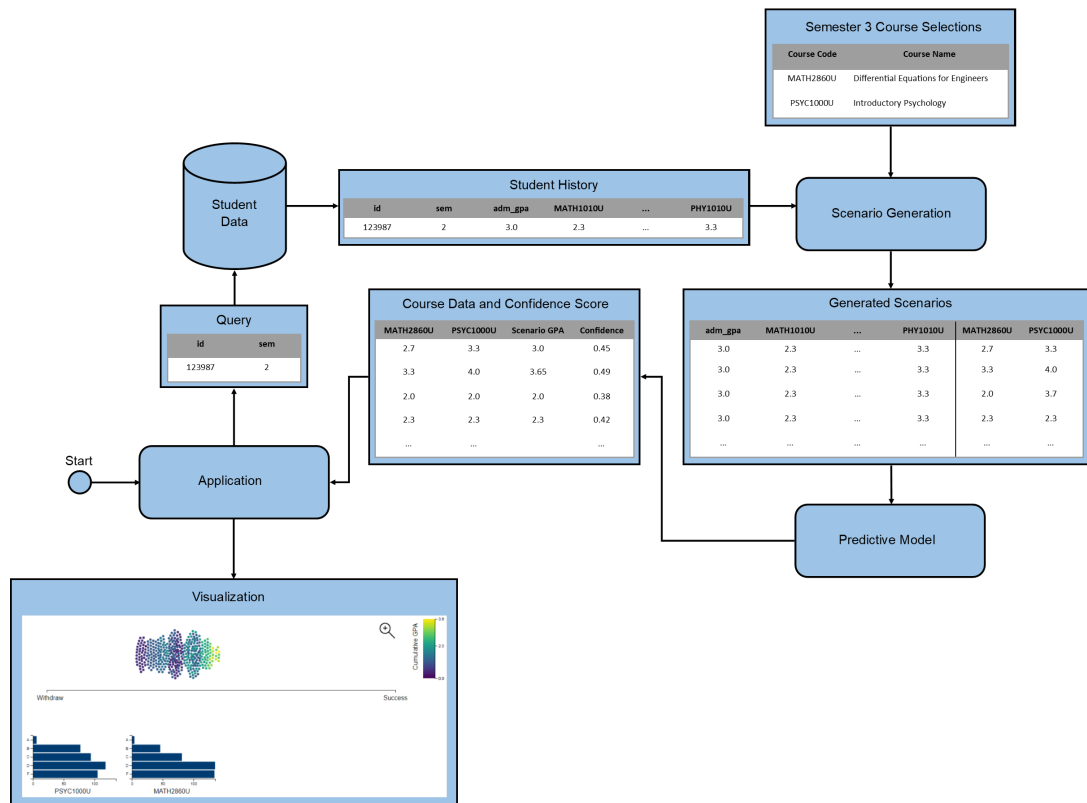 Semester 3 Course Selections
Course Code Course Name
MATH2860U Differential Equations for Engineers
PSYC1000U Introductory Psychology
Student Data
Student History
id sem adm_gpa MATH1010U ... PHY1010U
123987 2 3.0 2.3 ... 3.3
Scenario Generation
Query
id sem
123987 2
Course Data and Confidence Score
MATH2860U PSYC1000U Scenario GPA Confidence
2.7 3.3 3.0 0.45
3.3 4.0 3.65 0.49
2.0 2.0 2.0 0.38
2.3 2.3 2.3 0.42
... ... ...
Generated Scenarios
adm_gpa MATH1010U ... PHY1010U MATH2860U PSYC1000U
3.0 2.3 ... 3.3 2.7 3.3
3.0 2.3 ... 3.3 3.3 4.0
3.0 2.3 ... 3.3 2.0 3.7
3.0 2.3 ... 3.3 2.3 2.3
... ... ... ... ... ...
Start
Application
Predictive Model
Visualization
Cumulative GPA
Withdraw Success
0 50 100
PSYC1000U
0 50 100
MATH2860U